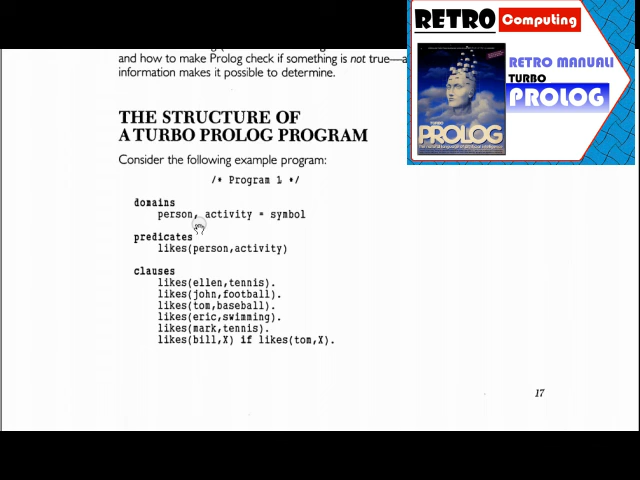 and how to make Prolog check if something is not true—a
information makes it possible to determine.
THE STRUCTURE OF
A TURBO PROLOG PROGRAM
Consider the following example program:
/* Program 1 */
domains
person, activity = symbol
predicates
likes(person,activity)
clauses
likes(ellen,tennis).
likes(john,football).
likes(tom,baseball).
likes(eric,swimming).
likes(mark,tennis).
likes(bill,X) if likes(tom,X).
17
RETRO Computing
RETRO MANUALI
TURBO
PROLOG
TURBO
PROLOG